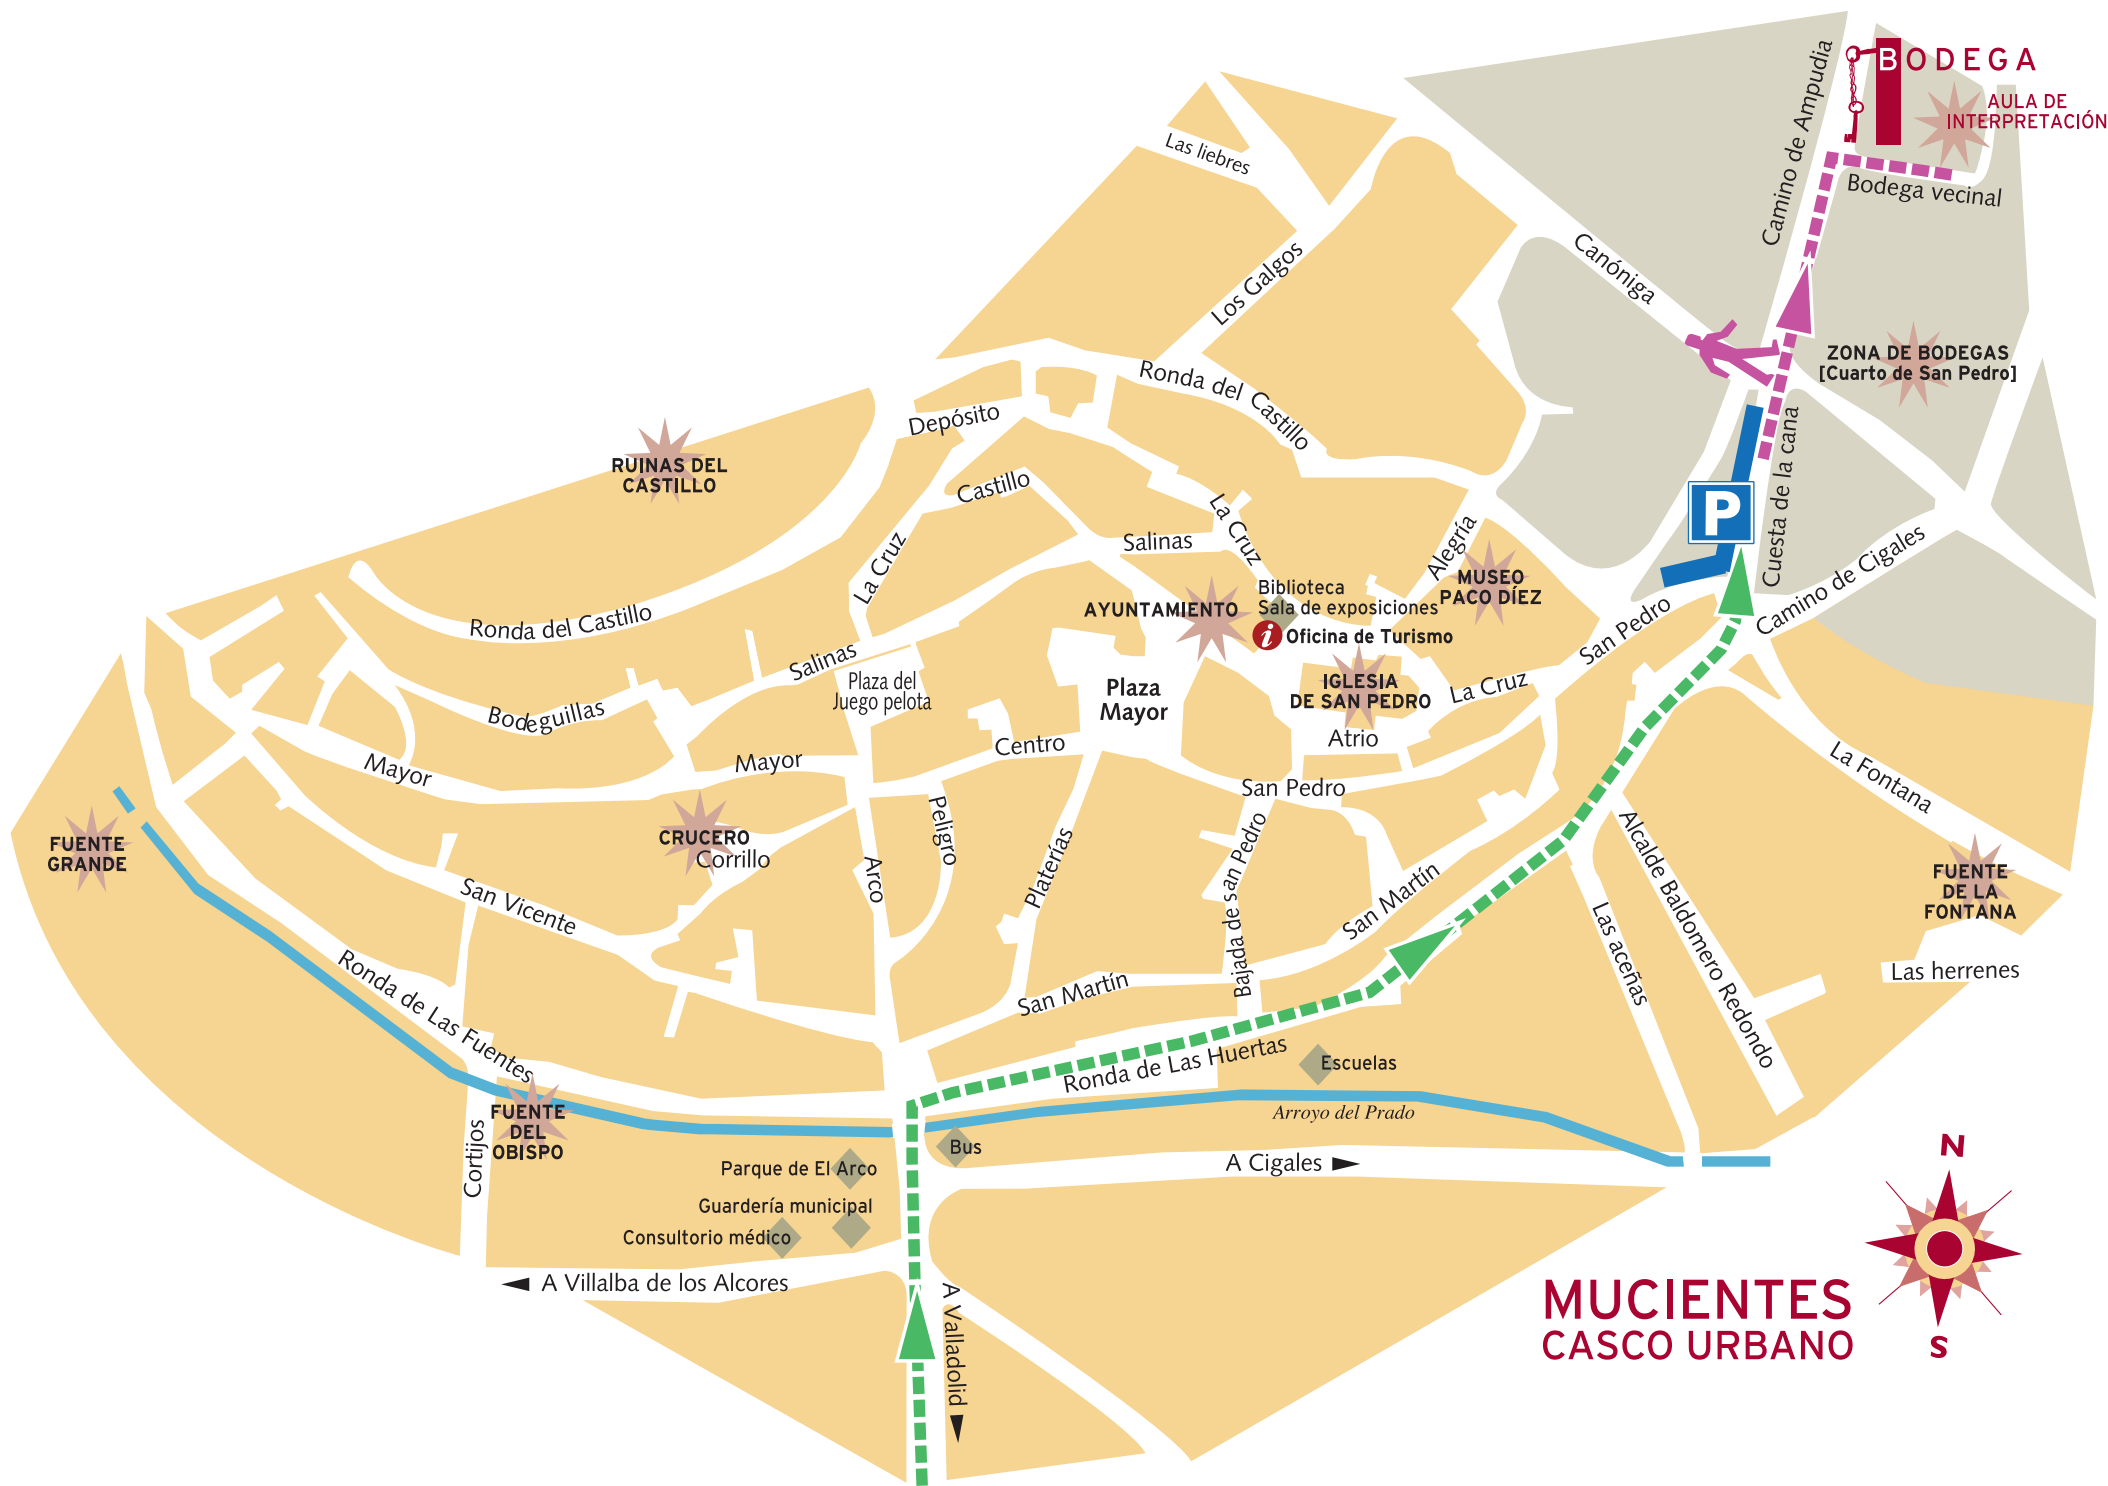 BODEGA
AULA DE
INTERPRETACIÓN
Camino de Ampudia
Bodega vecinal
Las liebres
Canóniga
Los Galgos
ZONA DE BODEGAS
[Cuarto de San Pedro]
Ronda del Castillo
Depósito
RUINAS DEL
CASTILLO
Castillo
La Cruz
Salinas
La Cruz
Alegría
P
Cuesta de la cana
Camino de Cigales
MUSEO
PACO DÍEZ
Biblioteca
Sala de exposiciones
AYUNTAMIENTO
i
Oficina de Turismo
San Pedro
Ronda del Castillo
Salinas
Plaza del
Juego pelota
Plaza
Mayor
IGLESIA
DE SAN PEDRO
La Cruz
Bodeguillas
Atrio
Centro
Mayor
Mayor
San Pedro
La Fontana
Peligro
Platerías
Bajada de san Pedro
CRUCERO
Corrillo
Arco
FUENTE
GRANDE
San Vicente
San Martín
Alcalde Baldomero Redondo
FUENTE
DE LA
FONTANA
Las aceñas
Las herrenes
Ronda de Las Fuentes
San Martín
Ronda de Las Huertas
Escuelas
Arroyo del Prado
FUENTE
DEL
OBISPO
Cortijos
Bus
Parque de El Arco
A Cigales
Guardería municipal
Consultorio médico
A Villalba de los Alcores
A Valladolid
N
S
MUCIENTES
CASCO URBANO